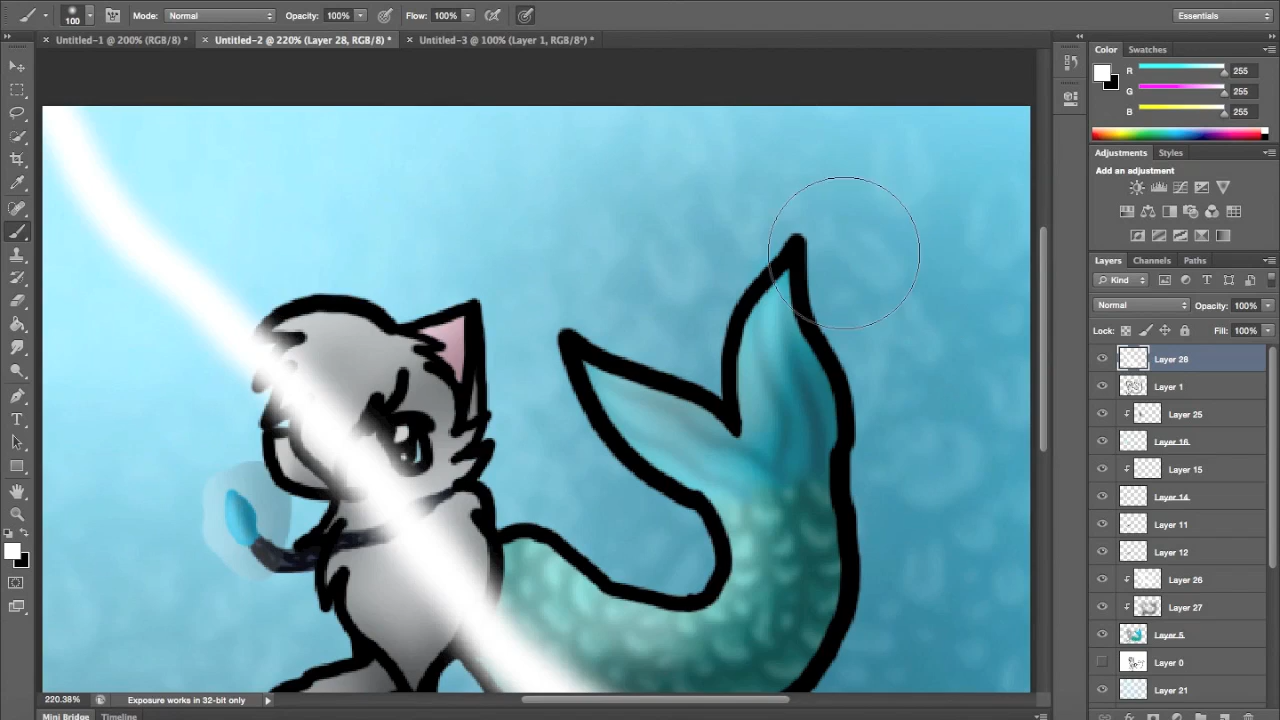 100 Mode: Normal Opacity: 100% Flow: 100% Essentials
Untitled-1 @ 200% (RGB/8) * Untitled-2 @ 220% (Layer 28, RGB/8) * Untitled-3 @ 100% (Layer 1, RGB/8*) *
Color Swatches
R 255
G 255
B 255
Adjustments Styles
Add an adjustment
Layers Channels Paths
Kind
Normal Opacity: 100%
Lock: Fill: 100%
Layer 28
Layer 1
Layer 25
Layer 16
Layer 15
Layer 14
Layer 11
Layer 12
Layer 26
Layer 27
Layer 5
Layer 0
Layer 21
220.38% Exposure works in 32-bit only
Mini Bridge Timeline